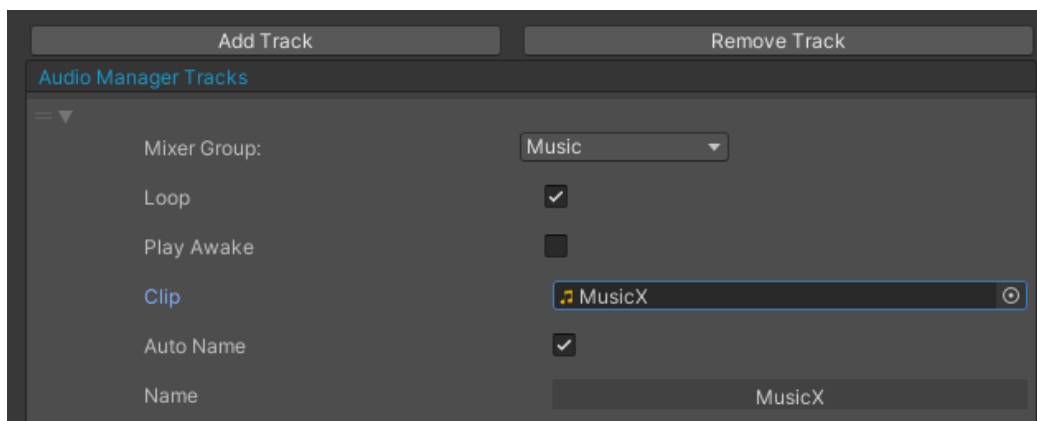 Add Track Remove Track
Audio Manager Tracks
Mixer Group: Music
Loop
Play Awake
Clip MusicX
Auto Name
Name MusicX